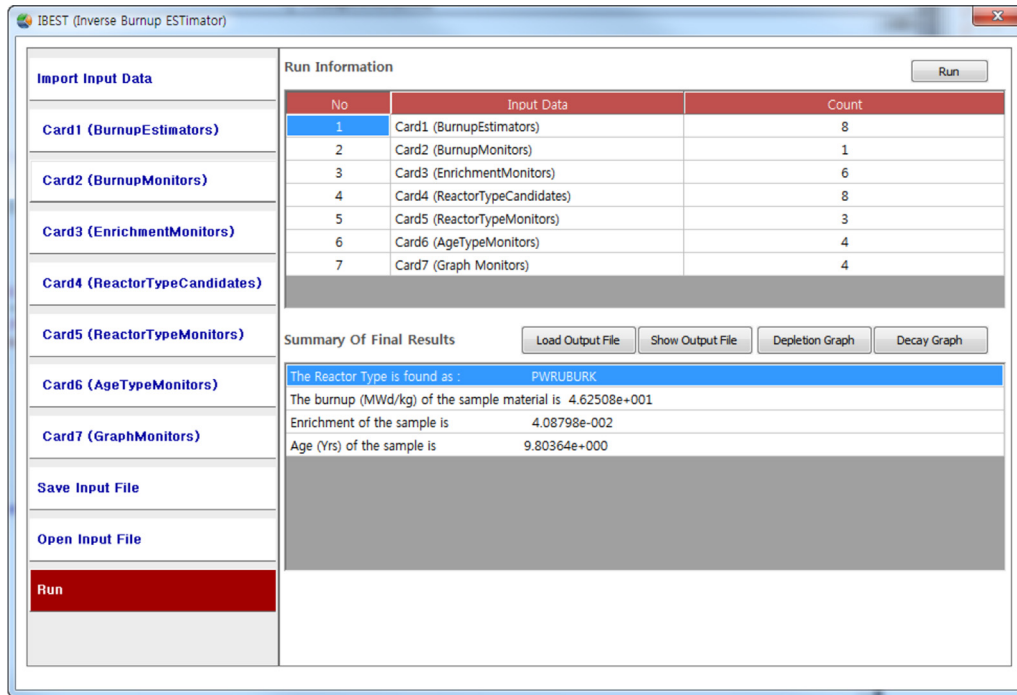 IBEST (Inverse Burnup ESTimator)
Import Input Data
Card1 (BurnupEstimators)
Card2 (BurnupMonitors)
Card3 (EnrichmentMonitors)
Card4 (ReactorTypeCandidates)
Card5 (ReactorTypeMonitors)
Card6 (AgeTypeMonitors)
Card7 (GraphMonitors)
Save Input File
Open Input File
Run
Run Information
Run
No Input Data Count
1 Card1 (BurnupEstimators) 8
2 Card2 (BurnupMonitors) 1
3 Card3 (EnrichmentMonitors) 6
4 Card4 (ReactorTypeCandidates) 8
5 Card5 (ReactorTypeMonitors) 3
6 Card6 (AgeTypeMonitors) 4
7 Card7 (Graph Monitors) 4
Summary Of Final Results Load Output File Show Output File Depletion Graph Decay Graph
The Reactor Type is found as : PWRUBURK
The burnup (MWd/kg) of the sample material is 4.62508e+001
Enrichment of the sample is 4.08798e-002
Age (Yrs) of the sample is 9.80364e+000